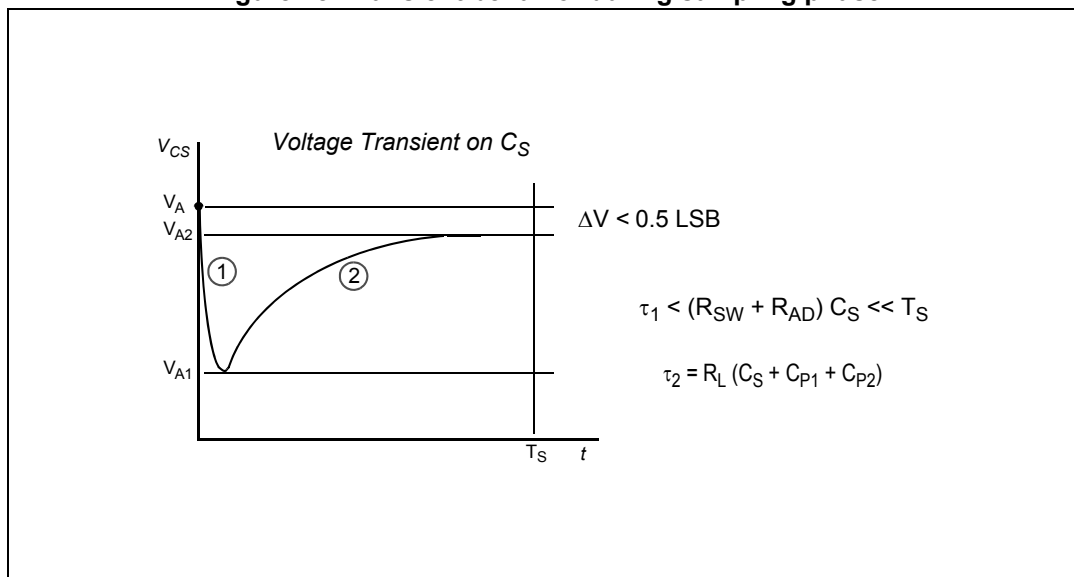 Voltage Transient on CS
VCS
VA
VA2
VA1
1
2
ΔV < 0.5 LSB
τ1 < (RSW + RAD) CS << TS
τ2 = RL (CS + CP1 + CP2)
TS
t